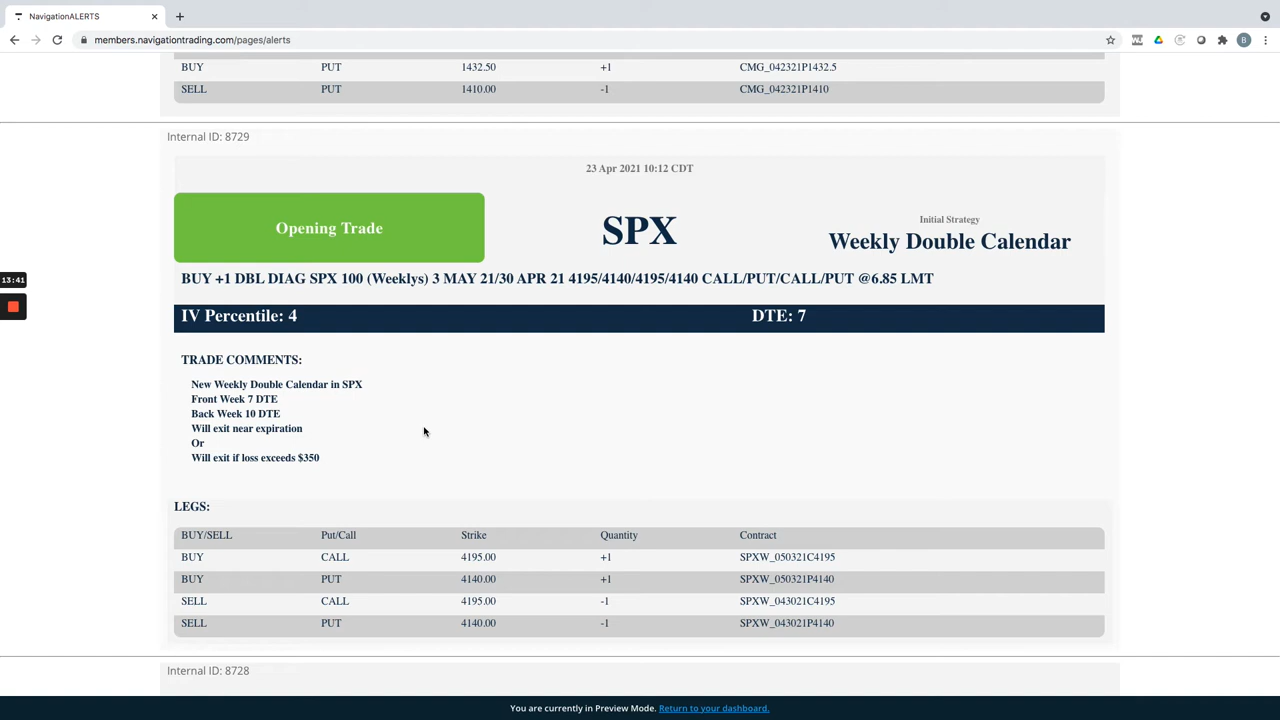 NavigationALERTS
members.navigationtrading.com/pages/alerts
B
BUY PUT 1432.50 +1 CMG_042321P1432.5
SELL PUT 1410.00 -1 CMG_042321P1410
Internal ID: 8729
23 Apr 2021 10:12 CDT
Opening Trade
SPX
Initial Strategy
Weekly Double Calendar
BUY +1 DBL DIAG SPX 100 (Weeklys) 3 MAY 21/30 APR 21 4195/4140/4195/4140 CALL/PUT/CALL/PUT @6.85 LMT
13:41
IV Percentile: 4 DTE: 7
TRADE COMMENTS:
New Weekly Double Calendar in SPX
Front Week 7 DTE
Back Week 10 DTE
Will exit near expiration
Or
Will exit if loss exceeds $350
LEGS:
BUY/SELL Put/Call Strike Quantity Contract
BUY CALL 4195.00 +1 SPXW_050321C4195
BUY PUT 4140.00 +1 SPXW_050321P4140
SELL CALL 4195.00 -1 SPXW_043021C4195
SELL PUT 4140.00 -1 SPXW_043021P4140
Internal ID: 8728
You are currently in Preview Mode. Return to your dashboard.